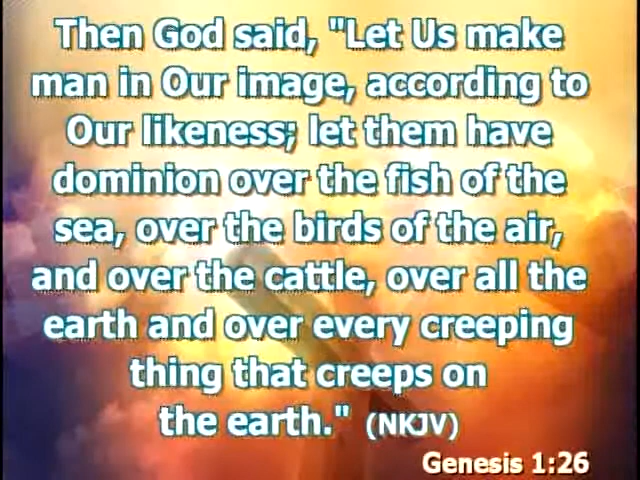 Then God said, "Let Us make
man in Our image, according to
Our likeness; let them have
dominion over the fish of the
sea, over the birds of the air,
and over the cattle, over all the
earth and over every creeping
thing that creeps on
the earth." (NKJV)
Genesis 1:26